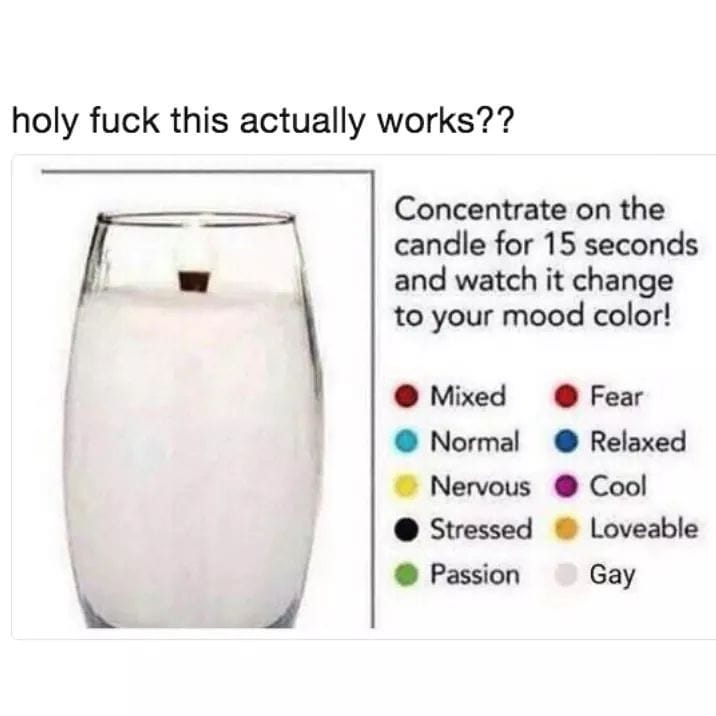 holy fuck this actually works??
Concentrate on the
candle for 15 seconds
and watch it change
to your mood color!
Mixed
Fear
Normal
Relaxed
Nervous
Cool
Stressed
Loveable
Passion
Gay